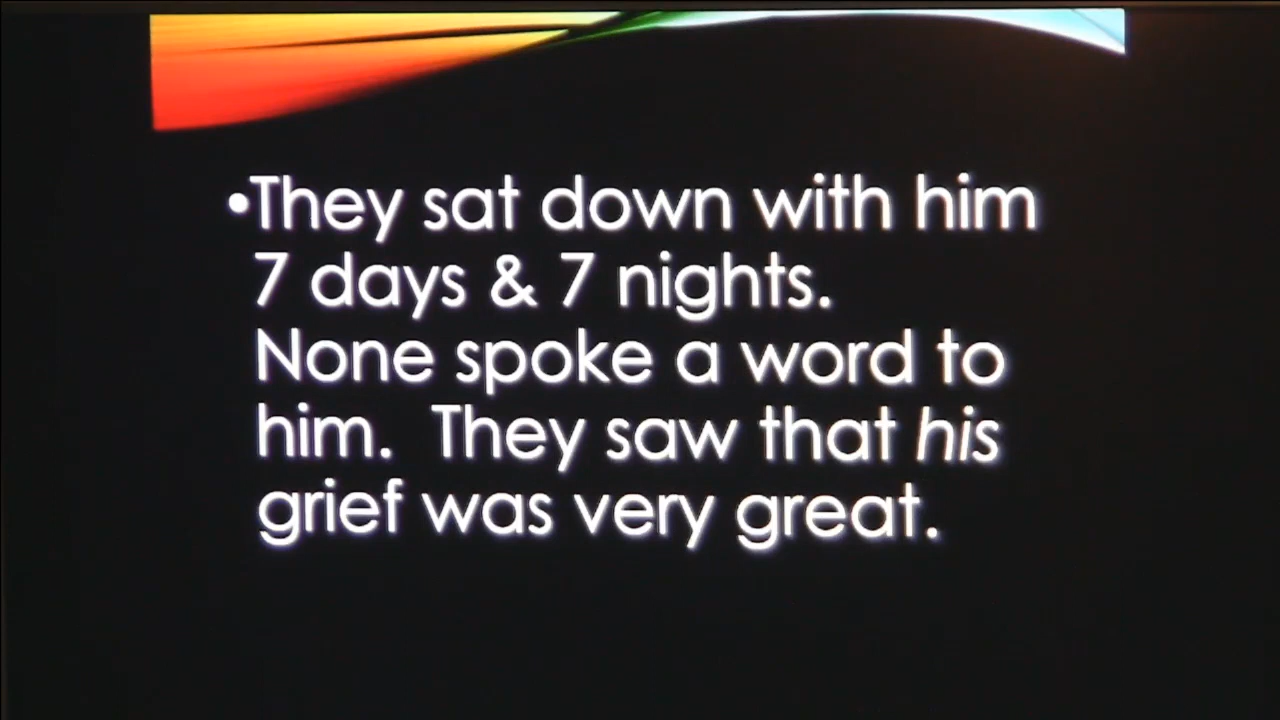 •They sat down with him
7 days & 7 nights.
None spoke a word to
him.  They saw that his
grief was very great.